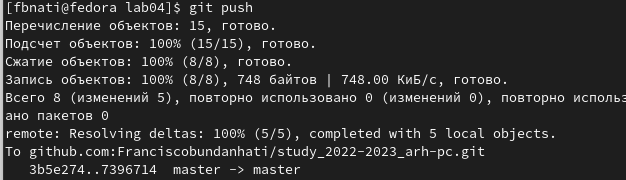 [fbnati@fedora lab04]$ git push
Перечисление объектов: 15, готово.
Подсчет объектов: 100% (15/15), готово.
Сжатие объектов: 100% (8/8), готово.
Запись объектов: 100% (8/8), 748 байтов | 748.00 КиБ/с, готово.
Всего 8 (изменений 5), повторно использовано 0 (изменений 0), повторно использ
ано пакетов 0
remote: Resolving deltas: 100% (5/5), completed with 5 local objects.
To github.com:Franciscobundanhati/study_2022-2023_arh-pc.git
   3b5e274..7396714  master -> master